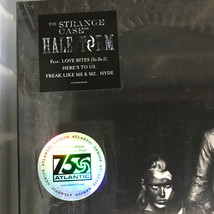 THE STRANGE
CASE OF
HALESTORM
FEAT. LOVE BITES (SO DO I),
HERE'S TO US,
FREAK LIKE ME & MZ. HYDE
75
ATLANTIC